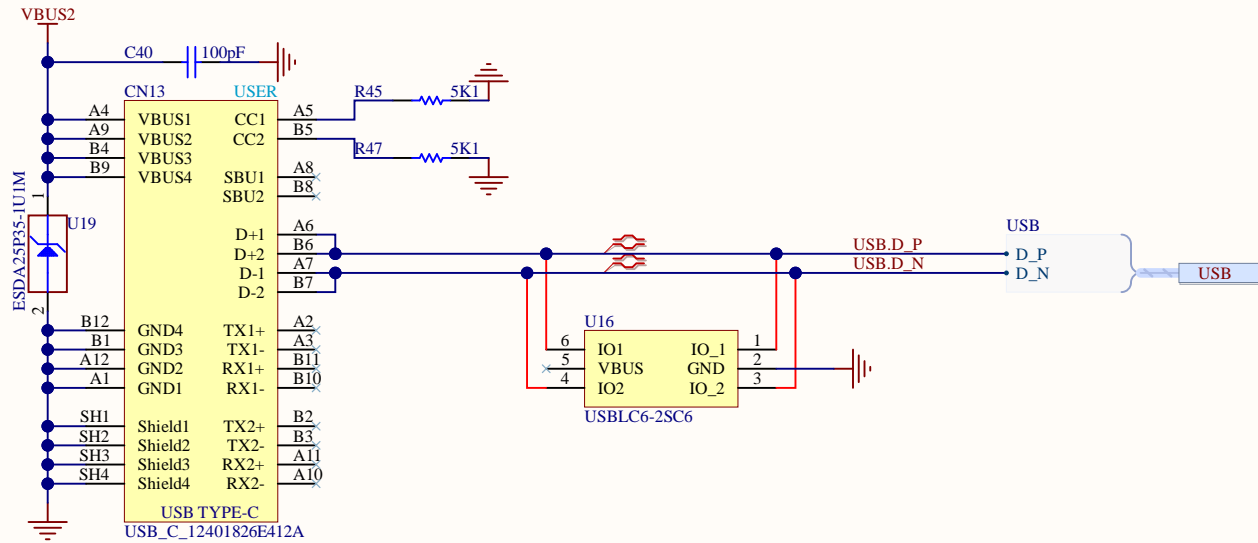 VBUS2
C40 100pF
CN13 USER
R45 5K1
R47 5K1
A4 VBUS1 CC1 A5
A9 VBUS2 CC2 B5
B4 VBUS3
B9 VBUS4 SBU1 A8
SBU2 B8
1
U19
ESDA25P35-1U1M
2
D+1 A6
D+2 B6
D-1 A7
D-2 B7
USB.D_P
USB.D_N
USB
D_P
D_N
USB
B12 GND4 TX1+ A2
B1 GND3 TX1- A3
A12 GND2 RX1+ B11
A1 GND1 RX1- B10
SH1 Shield1 TX2+ B2
SH2 Shield2 TX2- B3
SH3 Shield3 RX2+ A11
SH4 Shield4 RX2- A10
USB TYPE-C
USB_C_12401826E412A
U16
6 IO1 IO_1 1
5 VBUS GND 2
4 IO2 IO_2 3
USBLC6-2SC6